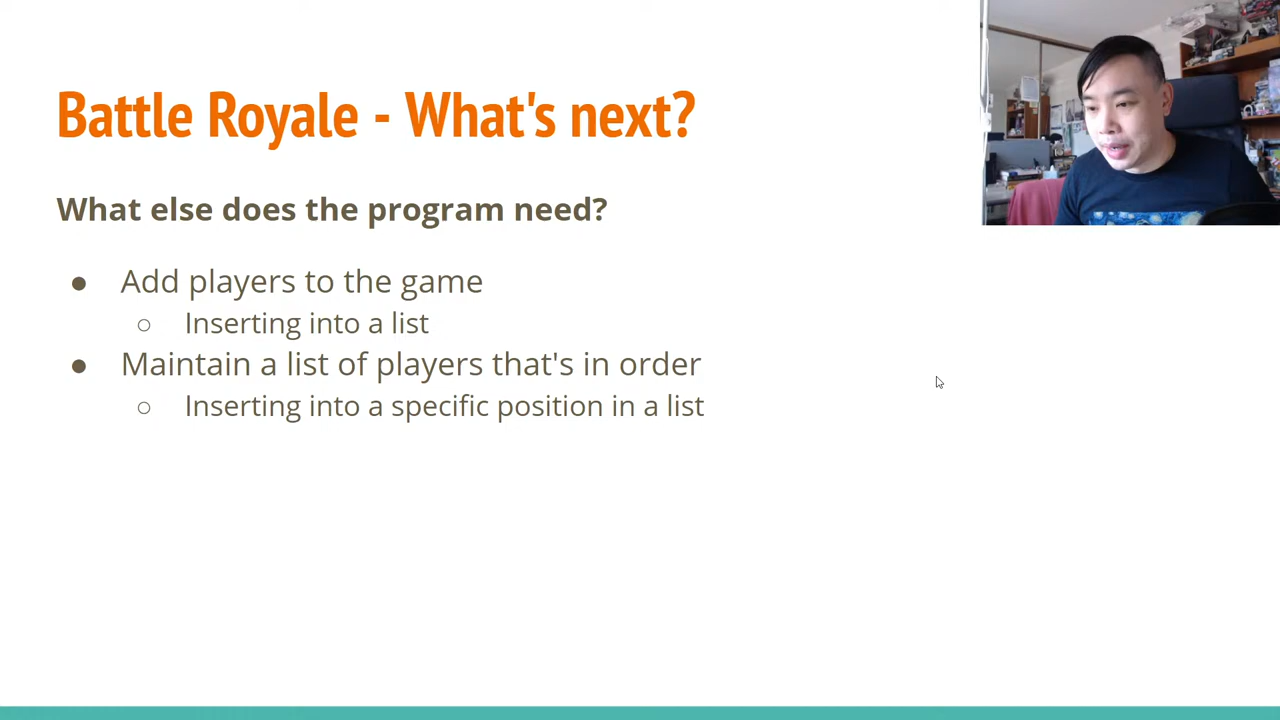 Battle Royale - What's next?
What else does the program need?
● Add players to the game
○ Inserting into a list
● Maintain a list of players that's in order
○ Inserting into a specific position in a list